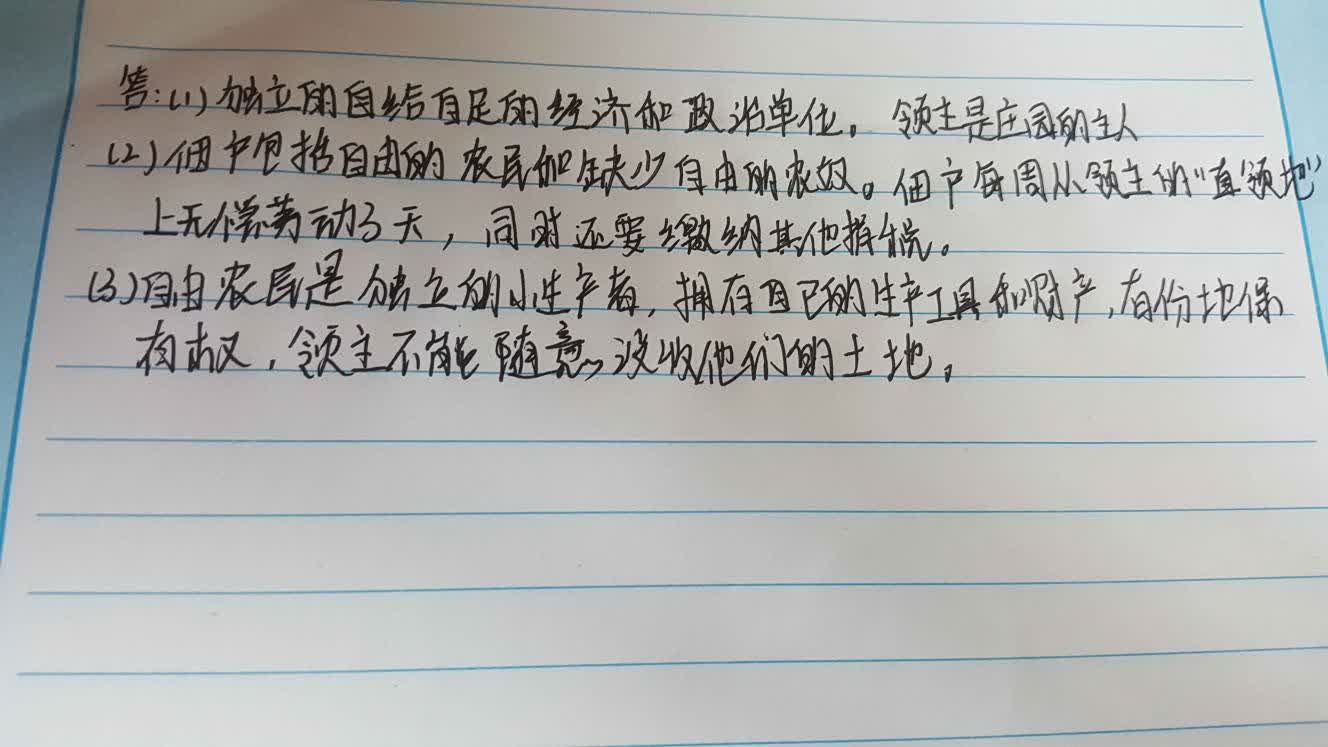 答:(1)独立的自给自足的经济和政治单位。领主是庄园的主人
(2)佃户包括自由的农民和缺少自由的农奴。佃户每周从领主的“直领地”
上无偿劳动3天，同时还要缴纳其他捐税。
(3)自由农民是独立的小生产者，拥有自己的生产工具和财产，有份地保
有权，领主不能随意没收他们的土地。